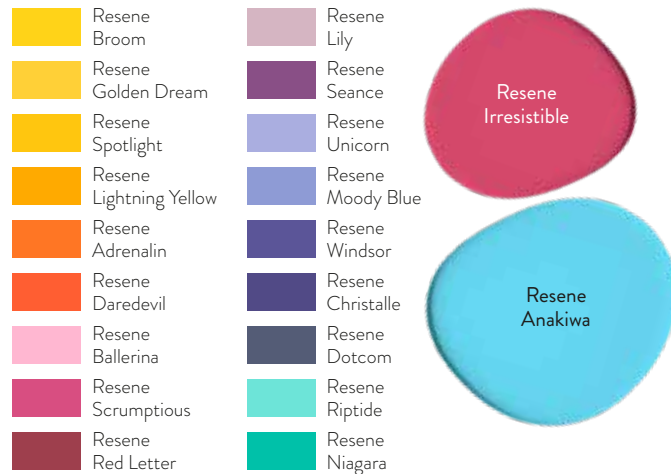 Resene
Broom
Resene
Golden Dream
Resene
Spotlight
Resene
Lightning Yellow
Resene
Adrenalin
Resene
Daredevil
Resene
Ballerina
Resene
Scrumptious
Resene
Red Letter
Resene
Lily
Resene
Seance
Resene
Unicorn
Resene
Moody Blue
Resene
Windsor
Resene
Christalle
Resene
Dotcom
Resene
Riptide
Resene
Niagara
Resene
Irresistible
Resene
Anakiwa